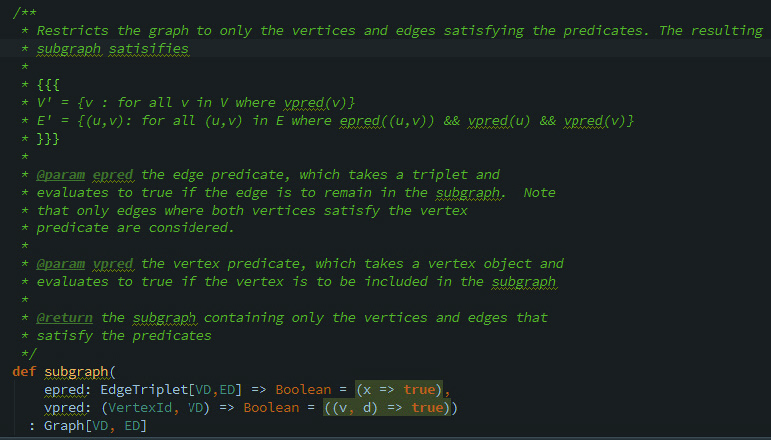 /**
* Restricts the graph to only the vertices and edges satisfying the predicates. The resulting
* subgraph satisifies
*
* {{{
* V' = {v : for all v in V where vpred(v)}
* E' = {(u,v): for all (u,v) in E where epred((u,v)) && vpred(u) && vpred(v)}
* }}}
*
* @param epred the edge predicate, which takes a triplet and
* evaluates to true if the edge is to remain in the subgraph.  Note
* that only edges where both vertices satisfy the vertex
* predicate are considered.
*
* @param vpred the vertex predicate, which takes a vertex object and
* evaluates to true if the vertex is to be included in the subgraph
*
* @return the subgraph containing only the vertices and edges that
* satisfy the predicates
*/
def subgraph(
epred: EdgeTriplet[VD,ED] => Boolean = (x => true),
vpred: (VertexId, VD) => Boolean = ((v, d) => true))
: Graph[VD, ED]